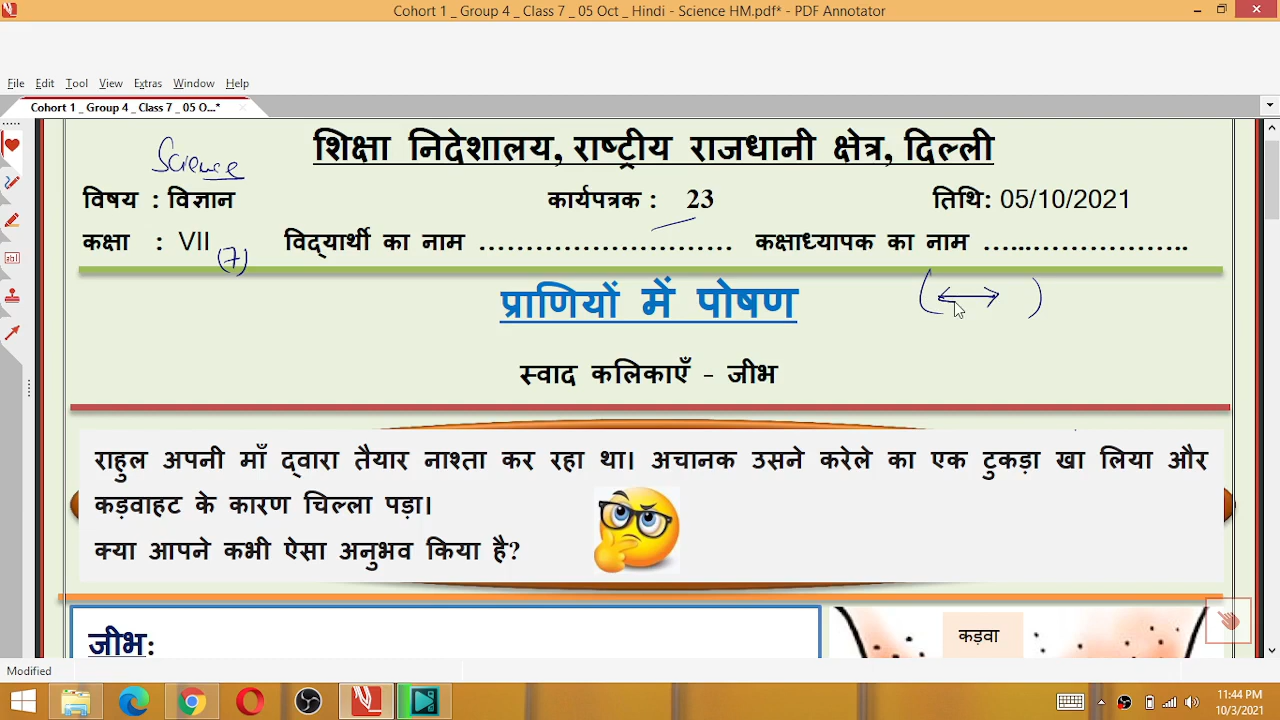 Cohort 1 _ Group 4 _ Class 7 _ 05 Oct _ Hindi - Science HM.pdf* - PDF Annotator
File Edit Tool View Extras Window Help
Cohort 1 _ Group 4 _ Class 7 _ 05 O...*
शिक्षा निदेशालय, राष्ट्रीय राजधानी क्षेत्र, दिल्ली
Science
विषय : विज्ञान कार्यपत्रक : 23 तिथि: 05/10/2021
कक्षा : VII (7) विद्यार्थी का नाम ........................... कक्षाध्यापक का नाम ......................
प्राणियों में पोषण
स्वाद कलिकाएँ - जीभ
राहुल अपनी माँ द्वारा तैयार नाश्ता कर रहा था। अचानक उसने करेले का एक टुकड़ा खा लिया और
कड़वाहट के कारण चिल्ला पड़ा।
क्या आपने कभी ऐसा अनुभव किया है?
जीभ:
कड़वा
Modified
11:44 PM
10/3/2021